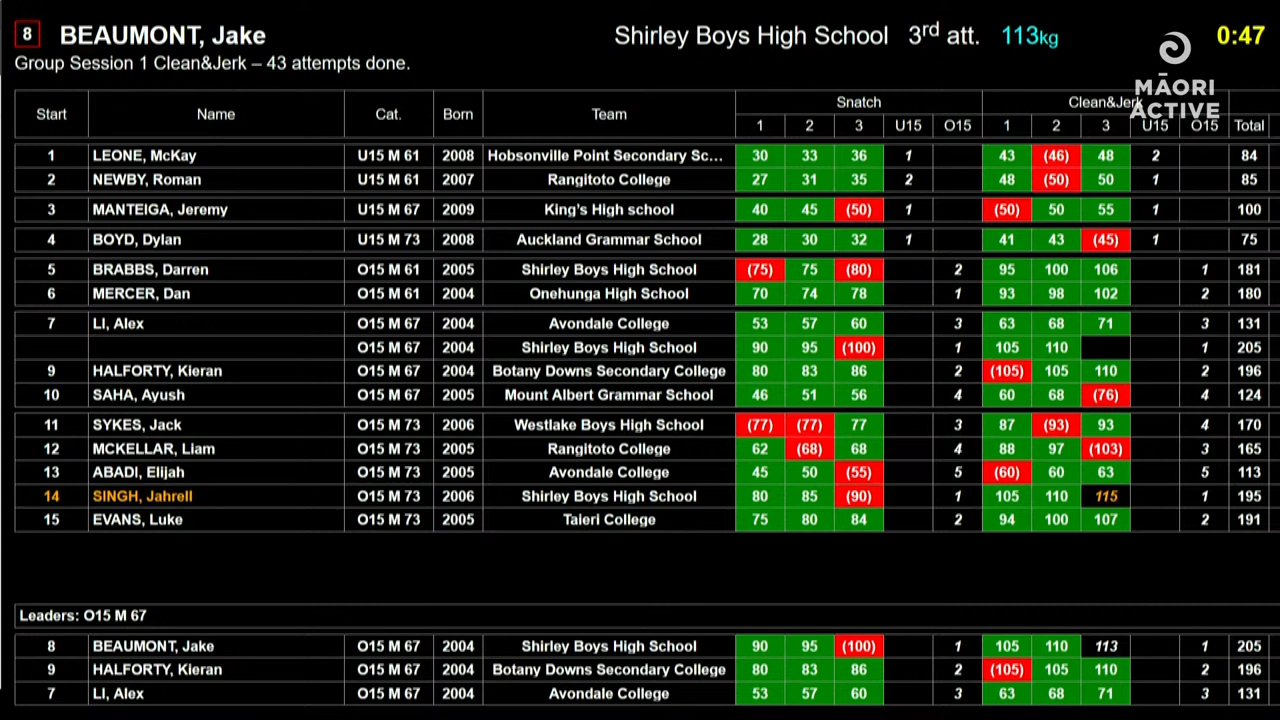 8 BEAUMONT, Jake Shirley Boys High School 3rd att. 113kg 0:47
Group Session 1 Clean&Jerk – 43 attempts done.
MĀORI
ACTIVE
Start Name Cat. Born Team Snatch Clean&Jerk Total
1 2 3 U15 O15 1 2 3 U15 O15
1 LEONE, McKay U15 M 61 2008 Hobsonville Point Secondary Sc… 30 33 36 1 43 (46) 48 2 84
2 NEWBY, Roman U15 M 61 2007 Rangitoto College 27 31 35 2 48 (50) 50 1 85
3 MANTEIGA, Jeremy U15 M 67 2009 King's High school 40 45 (50) 1 (50) 50 55 1 100
4 BOYD, Dylan U15 M 73 2008 Auckland Grammar School 28 30 32 1 41 43 (45) 1 75
5 BRABBS, Darren O15 M 61 2005 Shirley Boys High School (75) 75 (80) 2 95 100 106 1 181
6 MERCER, Dan O15 M 61 2004 Onehunga High School 70 74 78 1 93 98 102 2 180
7 LI, Alex O15 M 67 2004 Avondale College 53 57 60 3 63 68 71 3 131
O15 M 67 2004 Shirley Boys High School 90 95 (100) 1 105 110 1 205
9 HALFORTY, Kieran O15 M 67 2004 Botany Downs Secondary College 80 83 86 2 (105) 105 110 2 196
10 SAHA, Ayush O15 M 67 2004 Mount Albert Grammar School 46 51 56 4 60 68 (76) 4 124
11 SYKES, Jack O15 M 73 2006 Westlake Boys High School (77) (77) 77 3 87 (93) 93 4 170
12 MCKELLAR, Liam O15 M 73 2005 Rangitoto College 62 (68) 68 4 88 97 (103) 3 165
13 ABADI, Elijah O15 M 73 2005 Avondale College 45 50 (55) 5 (60) 60 63 5 113
14 SINGH, Jahrell O15 M 73 2006 Shirley Boys High School 80 85 (90) 1 105 110 115 1 195
15 EVANS, Luke O15 M 73 2005 Taieri College 75 80 84 2 94 100 107 2 191
Leaders: O15 M 67
8 BEAUMONT, Jake O15 M 67 2004 Shirley Boys High School 90 95 (100) 1 105 110 113 1 205
9 HALFORTY, Kieran O15 M 67 2004 Botany Downs Secondary College 80 83 86 2 (105) 105 110 2 196
7 LI, Alex O15 M 67 2004 Avondale College 53 57 60 3 63 68 71 3 131